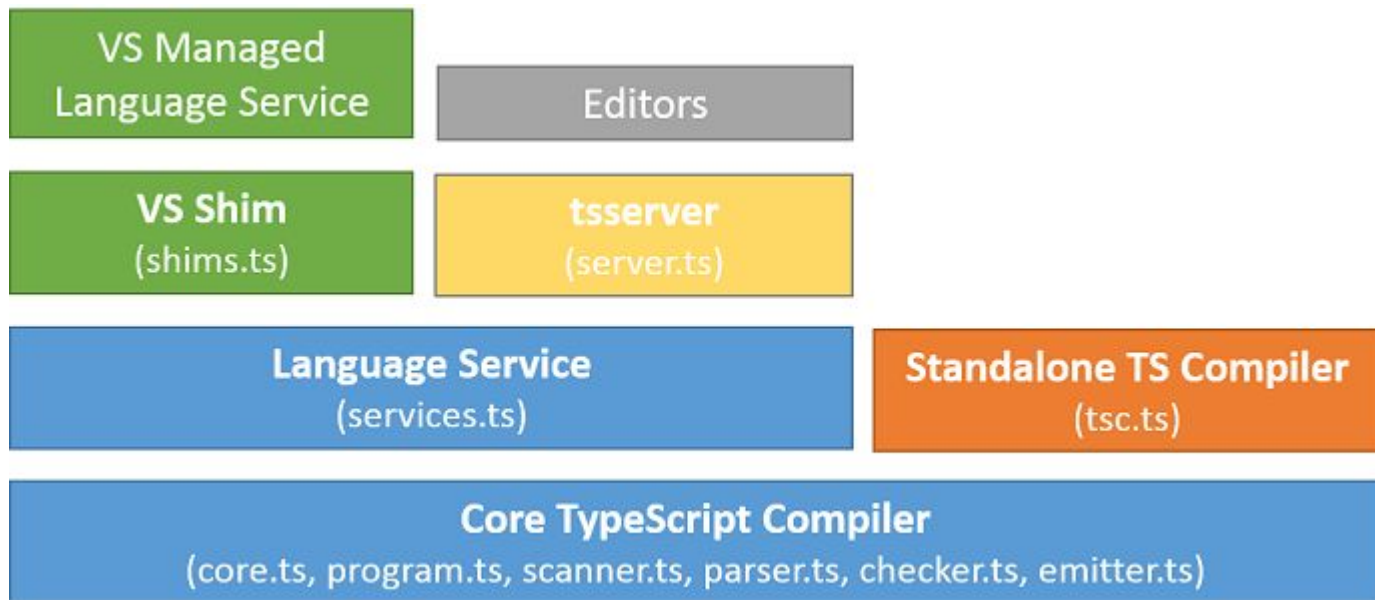 VS Managed
Language Service
Editors
VS Shim
(shims.ts)
tsserver
(server.ts)
Language Service
(services.ts)
Standalone TS Compiler
(tsc.ts)
Core TypeScript Compiler
(core.ts, program.ts, scanner.ts, parser.ts, checker.ts, emitter.ts)